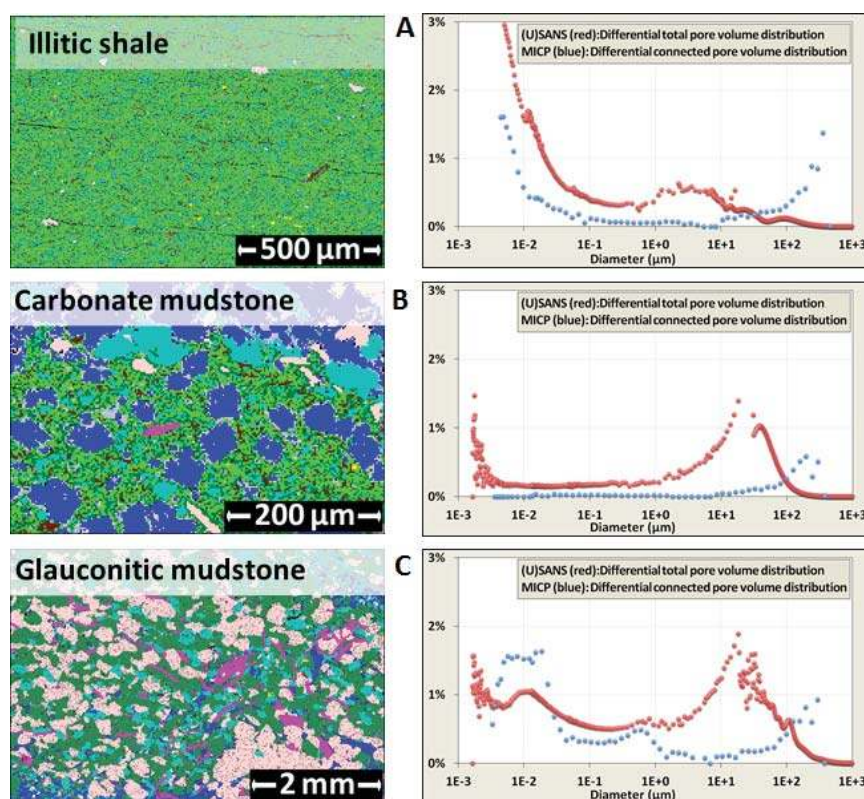 Illitic shale
500 µm
A
3%
2%
1%
0%
(U)SANS (red):Differential total pore volume distribution
MICP (blue): Differential connected pore volume distribution
1E-3 1E-2 1E-1 1E+0 1E+1 1E+2 1E+3
Diameter (µm)
Carbonate mudstone
200 µm
B
3%
2%
1%
0%
(U)SANS (red):Differential total pore volume distribution
MICP (blue): Differential connected pore volume distribution
1E-3 1E-2 1E-1 1E+0 1E+1 1E+2 1E+3
Diameter (µm)
Glauconitic mudstone
2 mm
C
3%
2%
1%
0%
(U)SANS (red):Differential total pore volume distribution
MICP (blue): Differential connected pore volume distribution
1E-3 1E-2 1E-1 1E+0 1E+1 1E+2 1E+3
Diameter (µm)